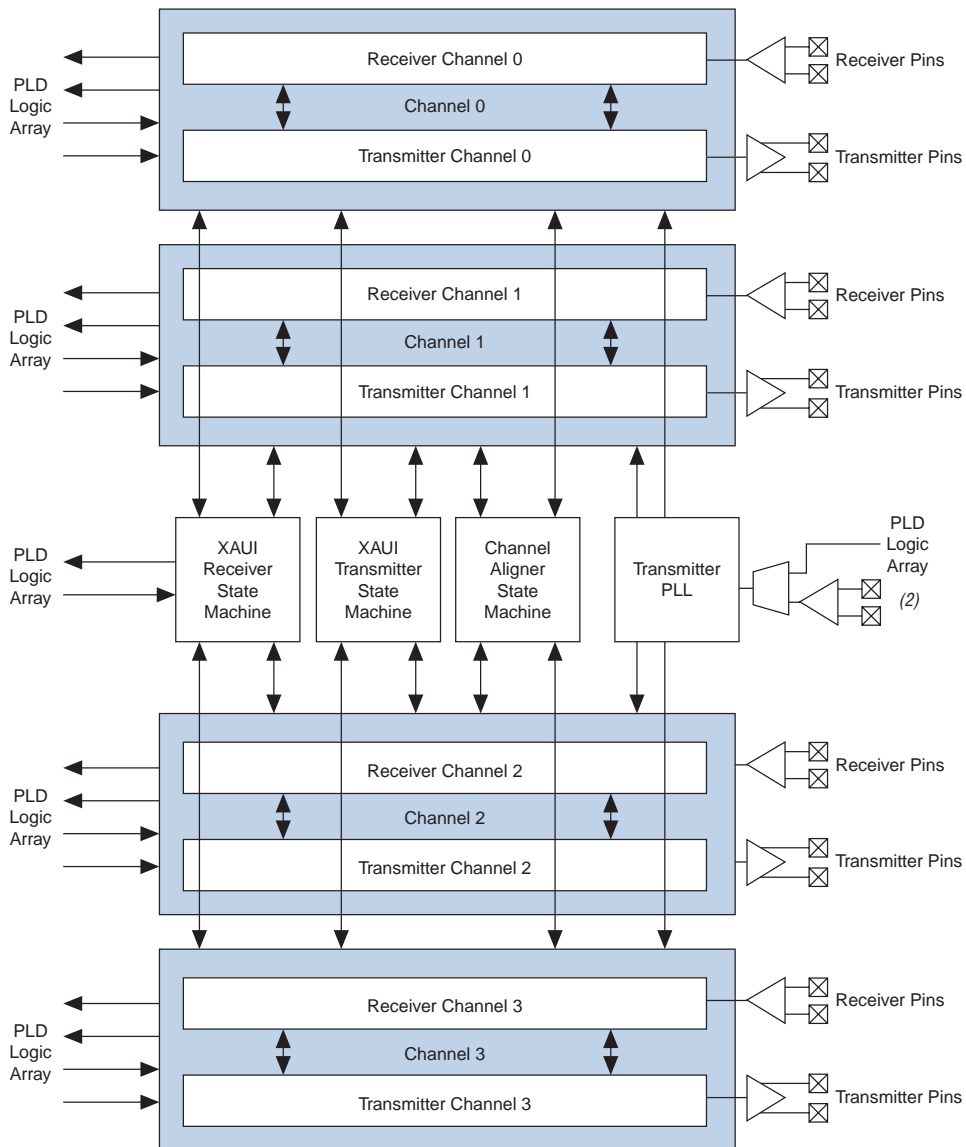 Receiver Channel 0
Receiver Pins
PLD
Logic
Array
Channel 0
Transmitter Channel 0
Transmitter Pins
Receiver Channel 1
Receiver Pins
PLD
Logic
Array
Channel 1
Transmitter Channel 1
Transmitter Pins
PLD
Logic
Array
XAUI
Receiver
State
Machine
XAUI
Transmitter
State
Machine
Channel
Aligner
State
Machine
Transmitter
PLL
PLD
Logic
Array
(2)
Receiver Channel 2
Receiver Pins
PLD
Logic
Array
Channel 2
Transmitter Channel 2
Transmitter Pins
Receiver Channel 3
Receiver Pins
PLD
Logic
Array
Channel 3
Transmitter Channel 3
Transmitter Pins